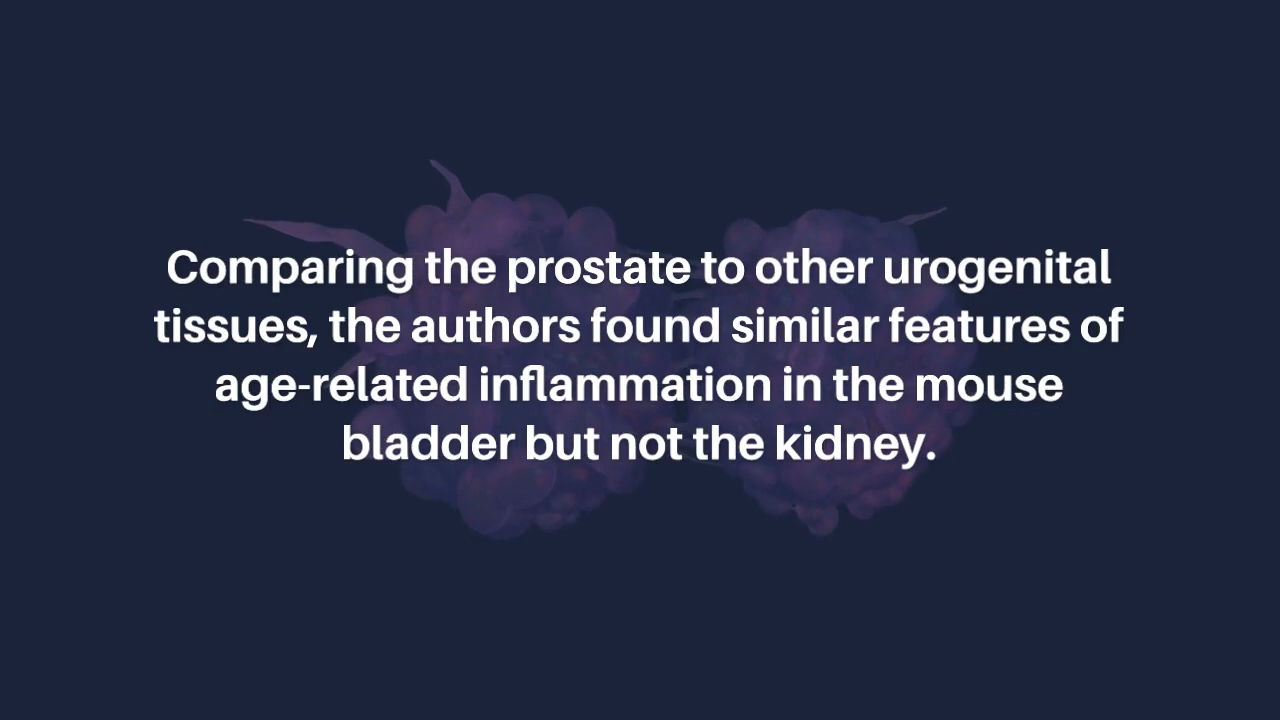 Comparing the prostate to other urogenital
tissues, the authors found similar features of
age-related inflammation in the mouse
bladder but not the kidney.